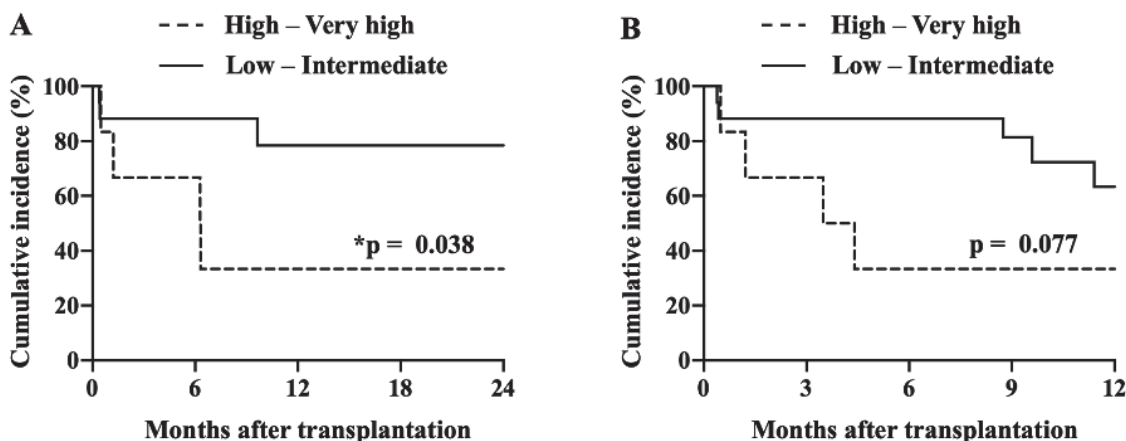 A
High – Very high
Low – Intermediate
Cumulative incidence (%)
100
80
60
40
20
0
*p = 0.038
0 6 12 18 24
Months after transplantation
B
High – Very high
Low – Intermediate
Cumulative incidence (%)
100
80
60
40
20
0
p = 0.077
0 3 6 9 12
Months after transplantation